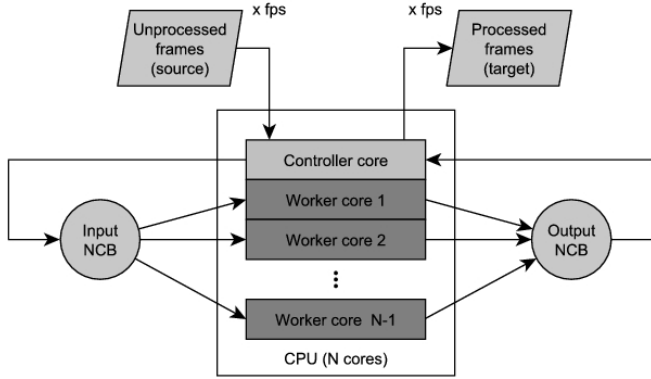 x fps
x fps
Unprocessed
frames
(source)
Processed
frames
(target)
Controller core
Worker core 1
Worker core 2
Worker core N-1
Input
NCB
Output
NCB
CPU (N cores)